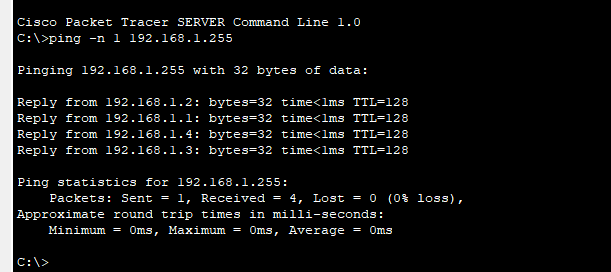 Cisco Packet Tracer SERVER Command Line 1.0
C:\>ping -n 1 192.168.1.255
Pinging 192.168.1.255 with 32 bytes of data:
Reply from 192.168.1.2: bytes=32 time<1ms TTL=128
Reply from 192.168.1.1: bytes=32 time<1ms TTL=128
Reply from 192.168.1.4: bytes=32 time<1ms TTL=128
Reply from 192.168.1.3: bytes=32 time<1ms TTL=128
Ping statistics for 192.168.1.255:
Packets: Sent = 1, Received = 4, Lost = 0 (0% loss),
Approximate round trip times in milli-seconds:
Minimum = 0ms, Maximum = 0ms, Average = 0ms
C:\>